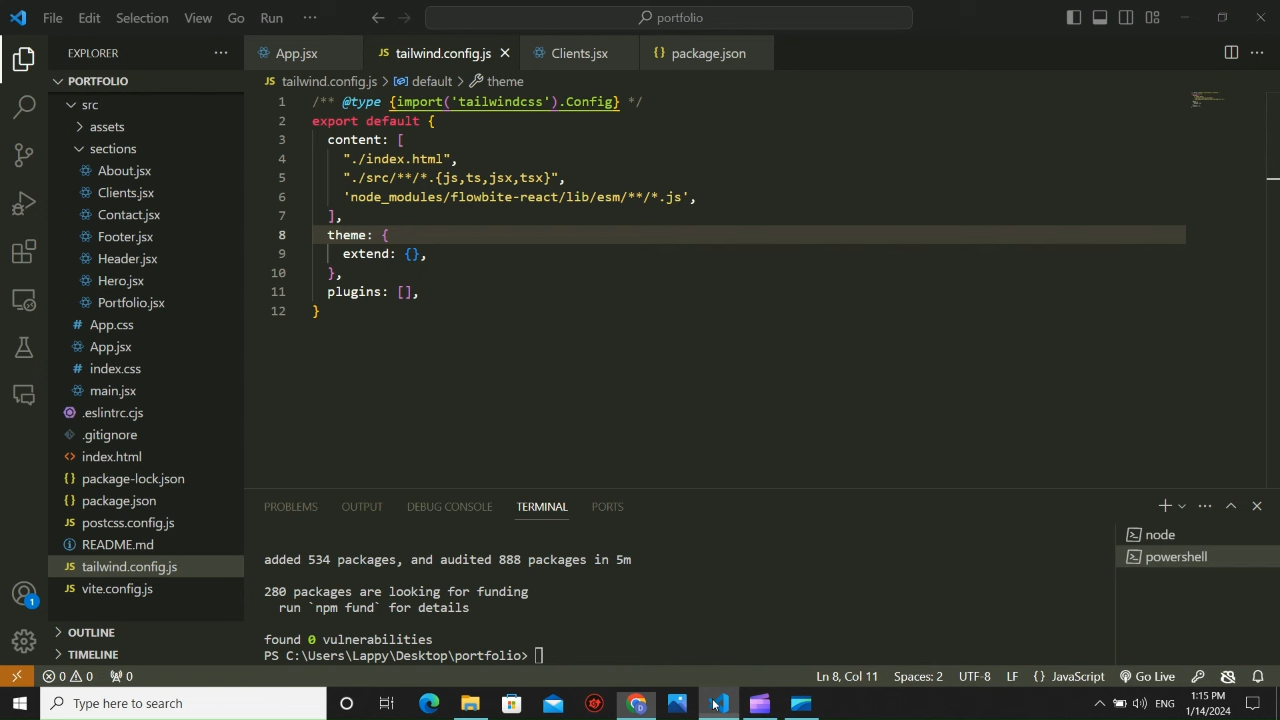 File Edit Selection View Go Run ··· portfolio
EXPLORER ···
PORTFOLIO
src
assets
sections
About.jsx
Clients.jsx
Contact.jsx
Footer.jsx
Header.jsx
Hero.jsx
Portfolio.jsx
App.css
App.jsx
index.css
main.jsx
.eslintrc.cjs
.gitignore
index.html
package-lock.json
package.json
postcss.config.js
README.md
tailwind.config.js
vite.config.js
OUTLINE
TIMELINE
App.jsx JS tailwind.config.js Clients.jsx {} package.json
JS tailwind.config.js > default > theme
1 /** @type {import('tailwindcss').Config} */
2 export default {
3 content: [
4 "./index.html",
5 "./src/**/*.{js,ts,jsx,tsx}",
6 'node_modules/flowbite-react/lib/esm/**/*.js',
7 ],
8 theme: {
9 extend: {},
10 },
11 plugins: [],
12 }
PROBLEMS OUTPUT DEBUG CONSOLE TERMINAL PORTS
added 534 packages, and audited 888 packages in 5m
280 packages are looking for funding
run `npm fund` for details
found 0 vulnerabilities
PS C:\Users\Lappy\Desktop\portfolio>
node
powershell
1
0 0 0 Ln 8, Col 11 Spaces: 2 UTF-8 LF {} JavaScript Go Live
Type here to search
ENG 1:15 PM
1/14/2024